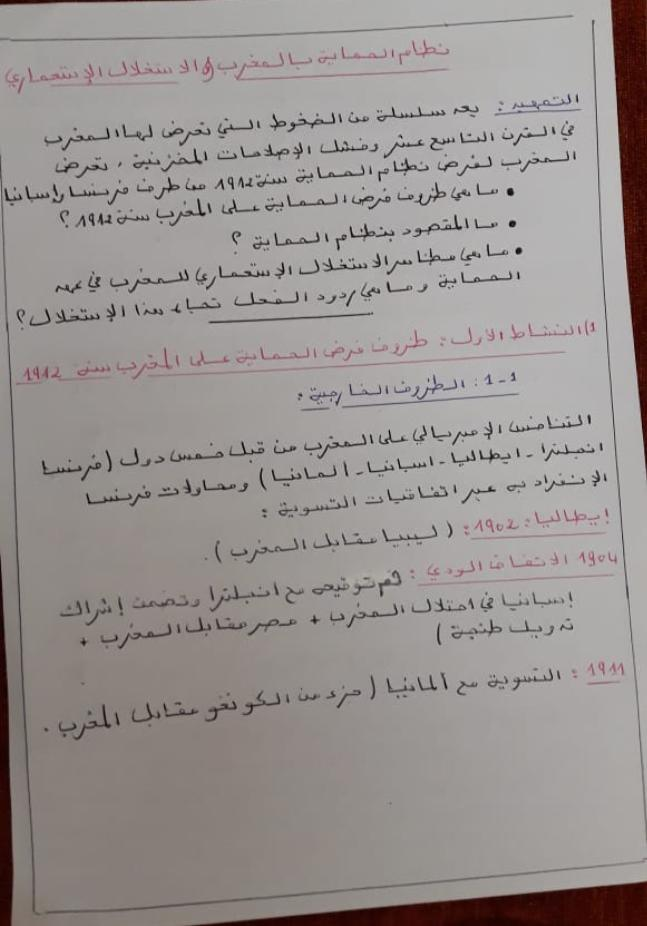 نظام الحماية بالمغرب و الاستغلال الإستعماري
التمهيد: بعد سلسلة من الضغوط التي تعرض لها المغرب
في القرن التاسع عشر وفشل الإصلاحات المخزنية، تعرض
المغرب لفرض نظام الحماية سنة 1912 من طرف فرنسا وإسبانيا
• ما هي ظروف فرض الحماية على المغرب سنة 1912؟
• ما المقصود بنظام الحماية ؟
• ما هي مظاهر الاستغلال الإستعماري للمغرب في عهد
الحماية و ما هي ردود الفعل تجاه هذا الإستغلال؟
1) النشاط الأول: ظروف فرض الحماية على المغرب سنة 1912
1-1: الظروف الخارجية:
التنافس الإمبريالي على المغرب من قبل خمس دول (فرنسا
انجلترا - ايطاليا - اسبانيا - ألمانيا) ومحاولات فرنسا
الإنفراد به عبر اتفاقيات التسوية:
إيطاليا: 1902: (ليبيا مقابل المغرب).
1904 الاتفاق الودي: تم توقيعه مع انجلترا وتضمن إشراك
إسبانيا في احتلال المغرب + مصر مقابل المغرب +
تدويل طنجة)
1911: التسوية مع ألمانيا (جزء من الكونغو مقابل المغرب.